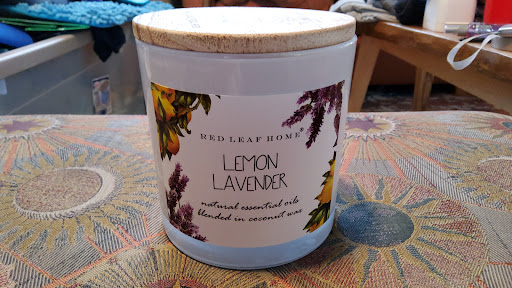 RED LEAF HOME®
LEMON
LAVENDER
natural essential oils
blended in coconut wax